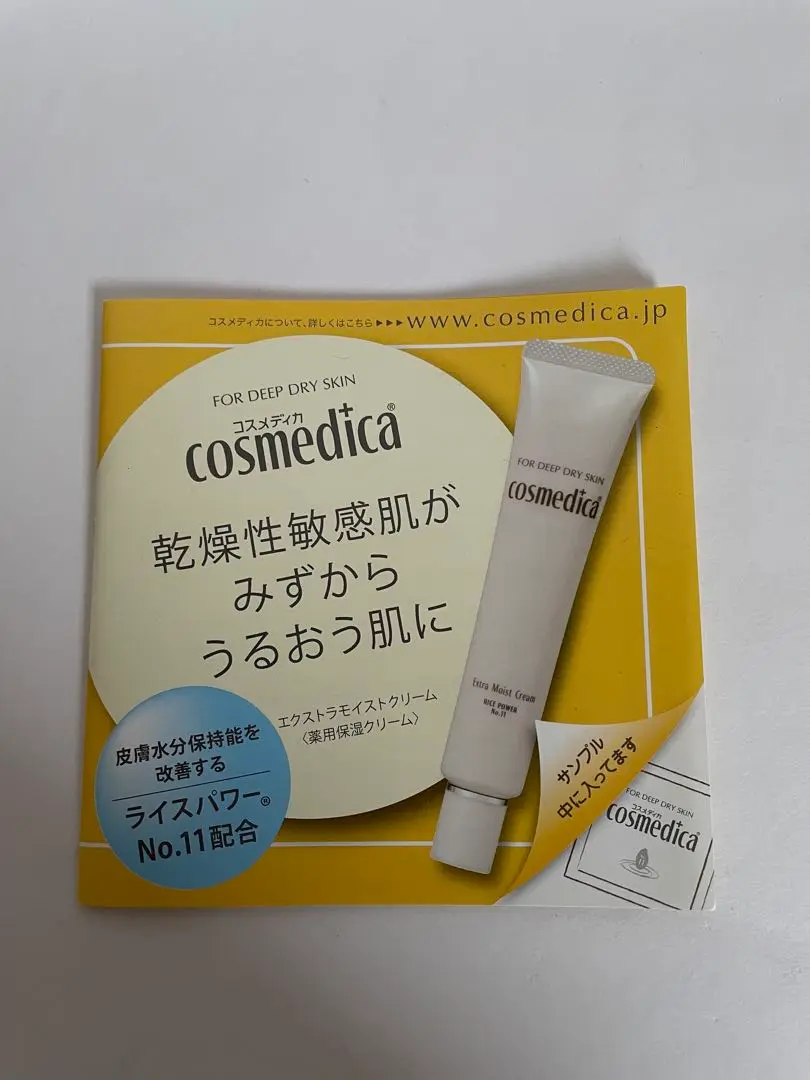 コスメディカについて、詳しくはこちら▶▶▶www.cosmedica.jp
FOR DEEP DRY SKIN
コスメディカ
cosmedica®
乾燥性敏感肌が
みずから
うるおう肌に
エクストラモイストクリーム
〈薬用保湿クリーム〉
皮膚水分保持能を
改善する
ライスパワー®
No.11配合
FOR DEEP DRY SKIN
cosmedica®
Extra Moist Cream
RICE POWER
No.11
サンプル
中に入ってます
FOR DEEP DRY SKIN
コスメディカ
cosmedica®
11